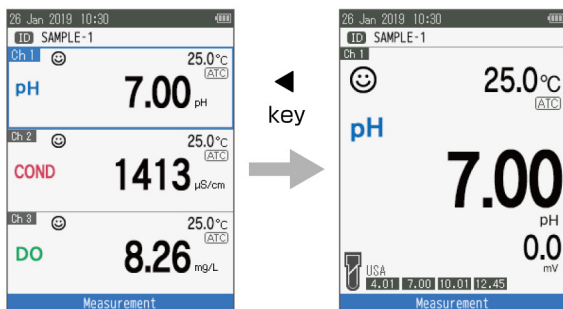 26 Jan 2019 10:30
ID SAMPLE-1
Ch 1
25.0°C
ATC
pH
7.00 pH
Ch 2
25.0°C
ATC
COND
1413 µS/cm
Ch 3
25.0°C
ATC
DO
8.26 mg/L
Measurement
◀
key
26 Jan 2019 10:30
ID SAMPLE-1
Ch 1
25.0°C
ATC
pH
7.00
pH
0.0
mV
USA
4.01 7.00 10.01 12.45
Measurement